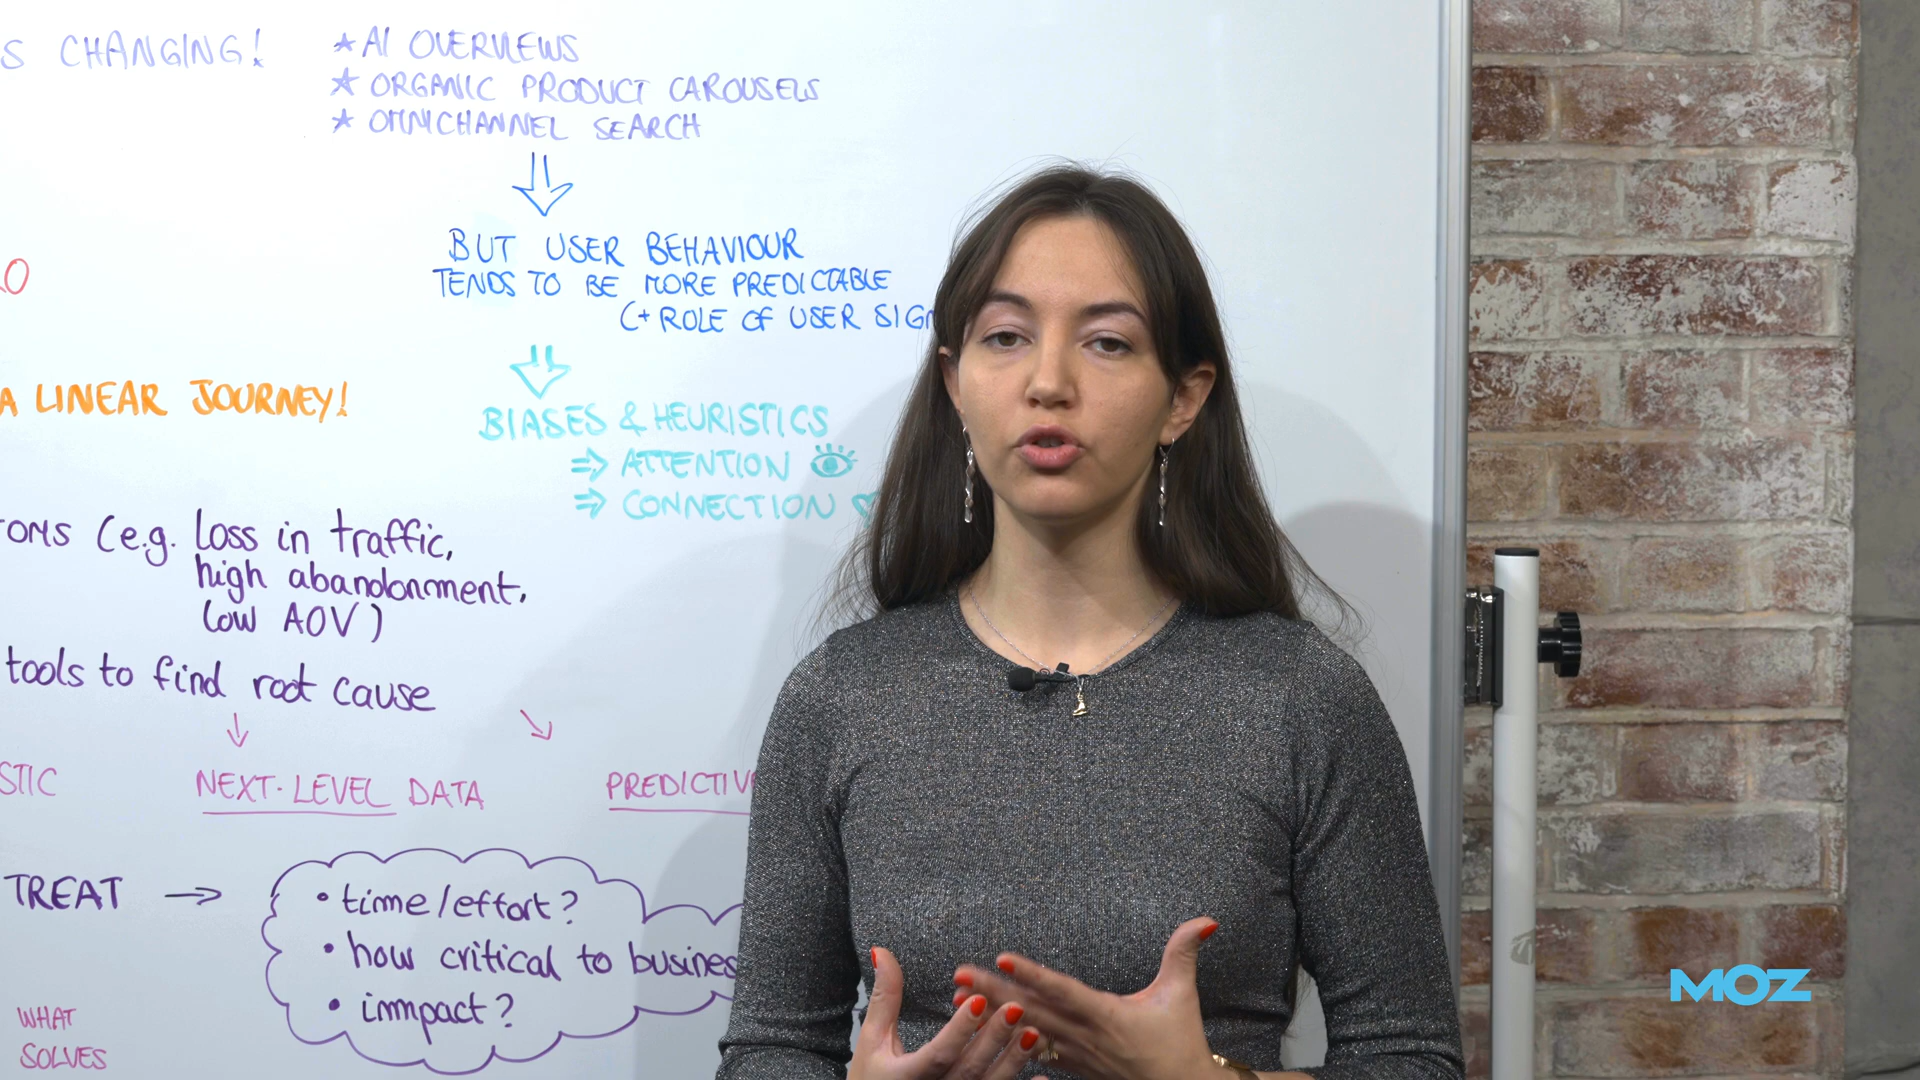 S CHANGING!
★ AI OVERVIEWS
★ ORGANIC PRODUCT CAROUSELS
★ OMNICHANNEL SEARCH
BUT USER BEHAVIOUR
TENDS TO BE MORE PREDICTABLE
(+ ROLE OF USER SIGN
O
A LINEAR JOURNEY!
BIASES & HEURISTICS
⇒ ATTENTION
⇒ CONNECTION
OMS (e.g. loss in traffic,
high abandonment,
low AOV)
tools to find root cause
STIC
NEXT-LEVEL DATA
PREDICTIV
TREAT →
• time/effort?
• how critical to busines
• impact?
WHAT
SOLVES
MOZ